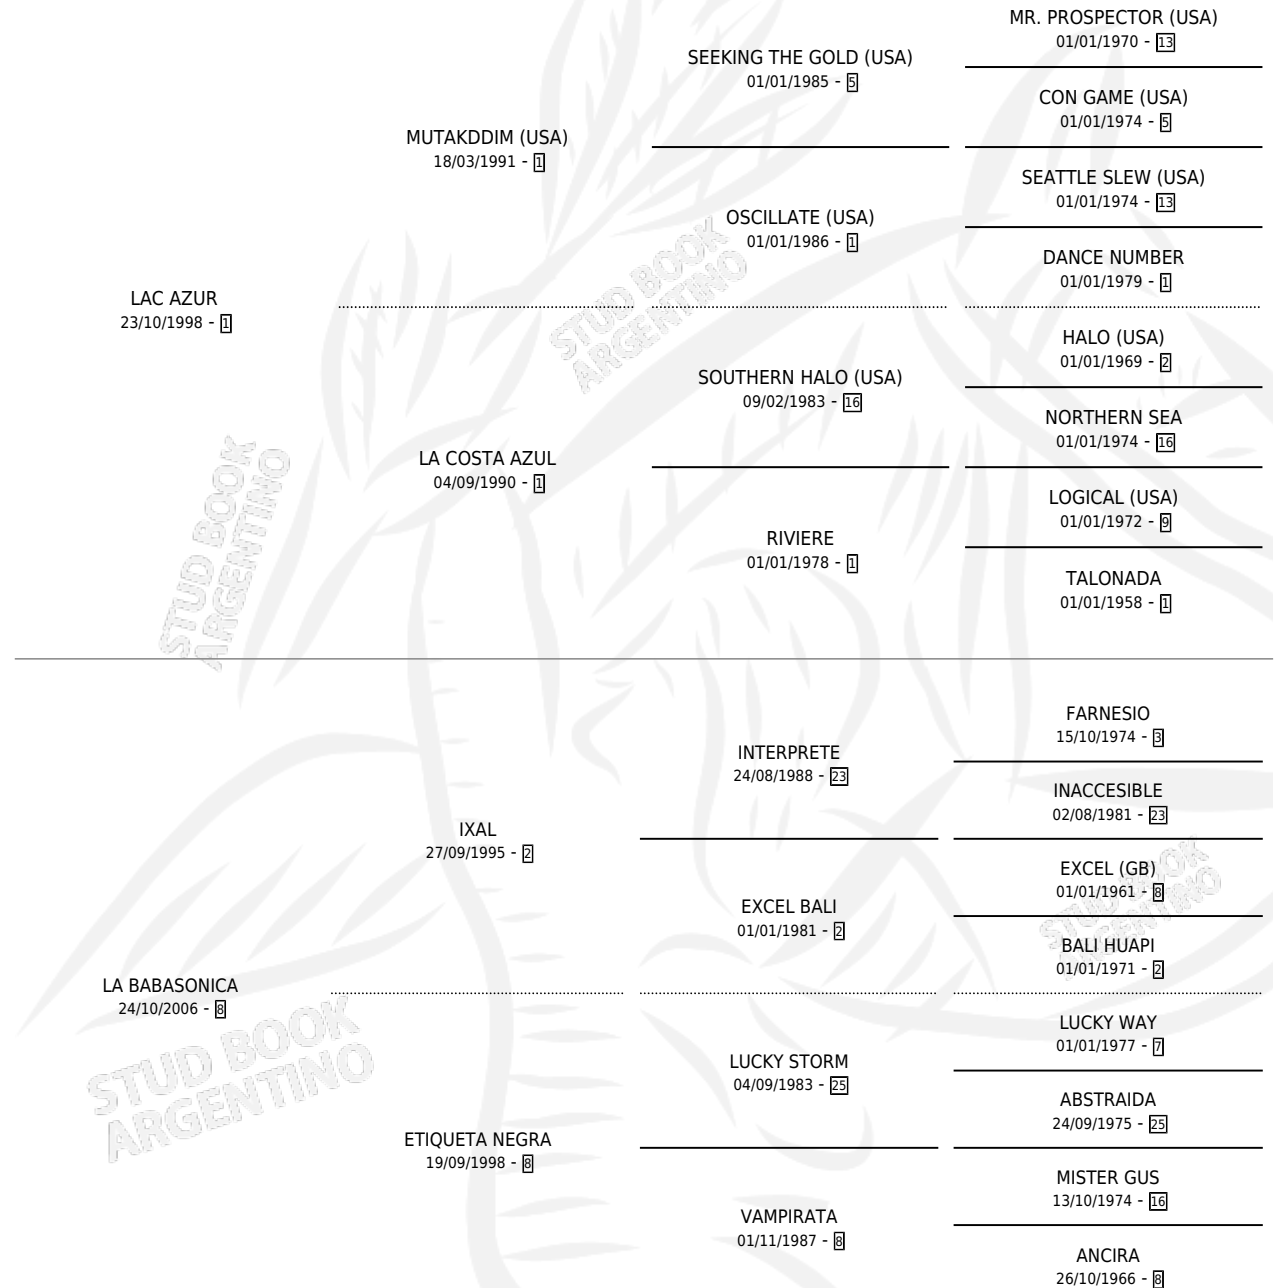 MR. PROSPECTOR (USA)
01/01/1970 - 13
SEEKING THE GOLD (USA)
01/01/1985 - 5
CON GAME (USA)
01/01/1974 - 5
MUTAKDDIM (USA)
18/03/1991 - 1
SEATTLE SLEW (USA)
01/01/1974 - 13
OSCILLATE (USA)
01/01/1986 - 1
DANCE NUMBER
01/01/1979 - 1
LAC AZUR
23/10/1998 - 1
HALO (USA)
01/01/1969 - 2
SOUTHERN HALO (USA)
09/02/1983 - 16
NORTHERN SEA
01/01/1974 - 16
LA COSTA AZUL
04/09/1990 - 1
LOGICAL (USA)
01/01/1972 - 9
RIVIERE
01/01/1978 - 1
TALONADA
01/01/1958 - 1
STUD BOOK
ARGENTINO
STUD BOOK
ARGENTINO
FARNESIO
15/10/1974 - 3
INTERPRETE
24/08/1988 - 23
INACCESIBLE
02/08/1981 - 23
IXAL
27/09/1995 - 2
EXCEL (GB)
01/01/1961 - 8
EXCEL BALI
01/01/1981 - 2
BALI HUAPI
01/01/1971 - 2
LA BABASONICA
24/10/2006 - 8
LUCKY WAY
01/01/1977 - 7
LUCKY STORM
04/09/1983 - 25
ABSTRAIDA
24/09/1975 - 25
ETIQUETA NEGRA
19/09/1998 - 8
MISTER GUS
13/10/1974 - 16
VAMPIRATA
01/11/1987 - 8
ANCIRA
26/10/1966 - 8
STUD BOOK
ARGENTINO
STUD BOOK
ARGENTINO